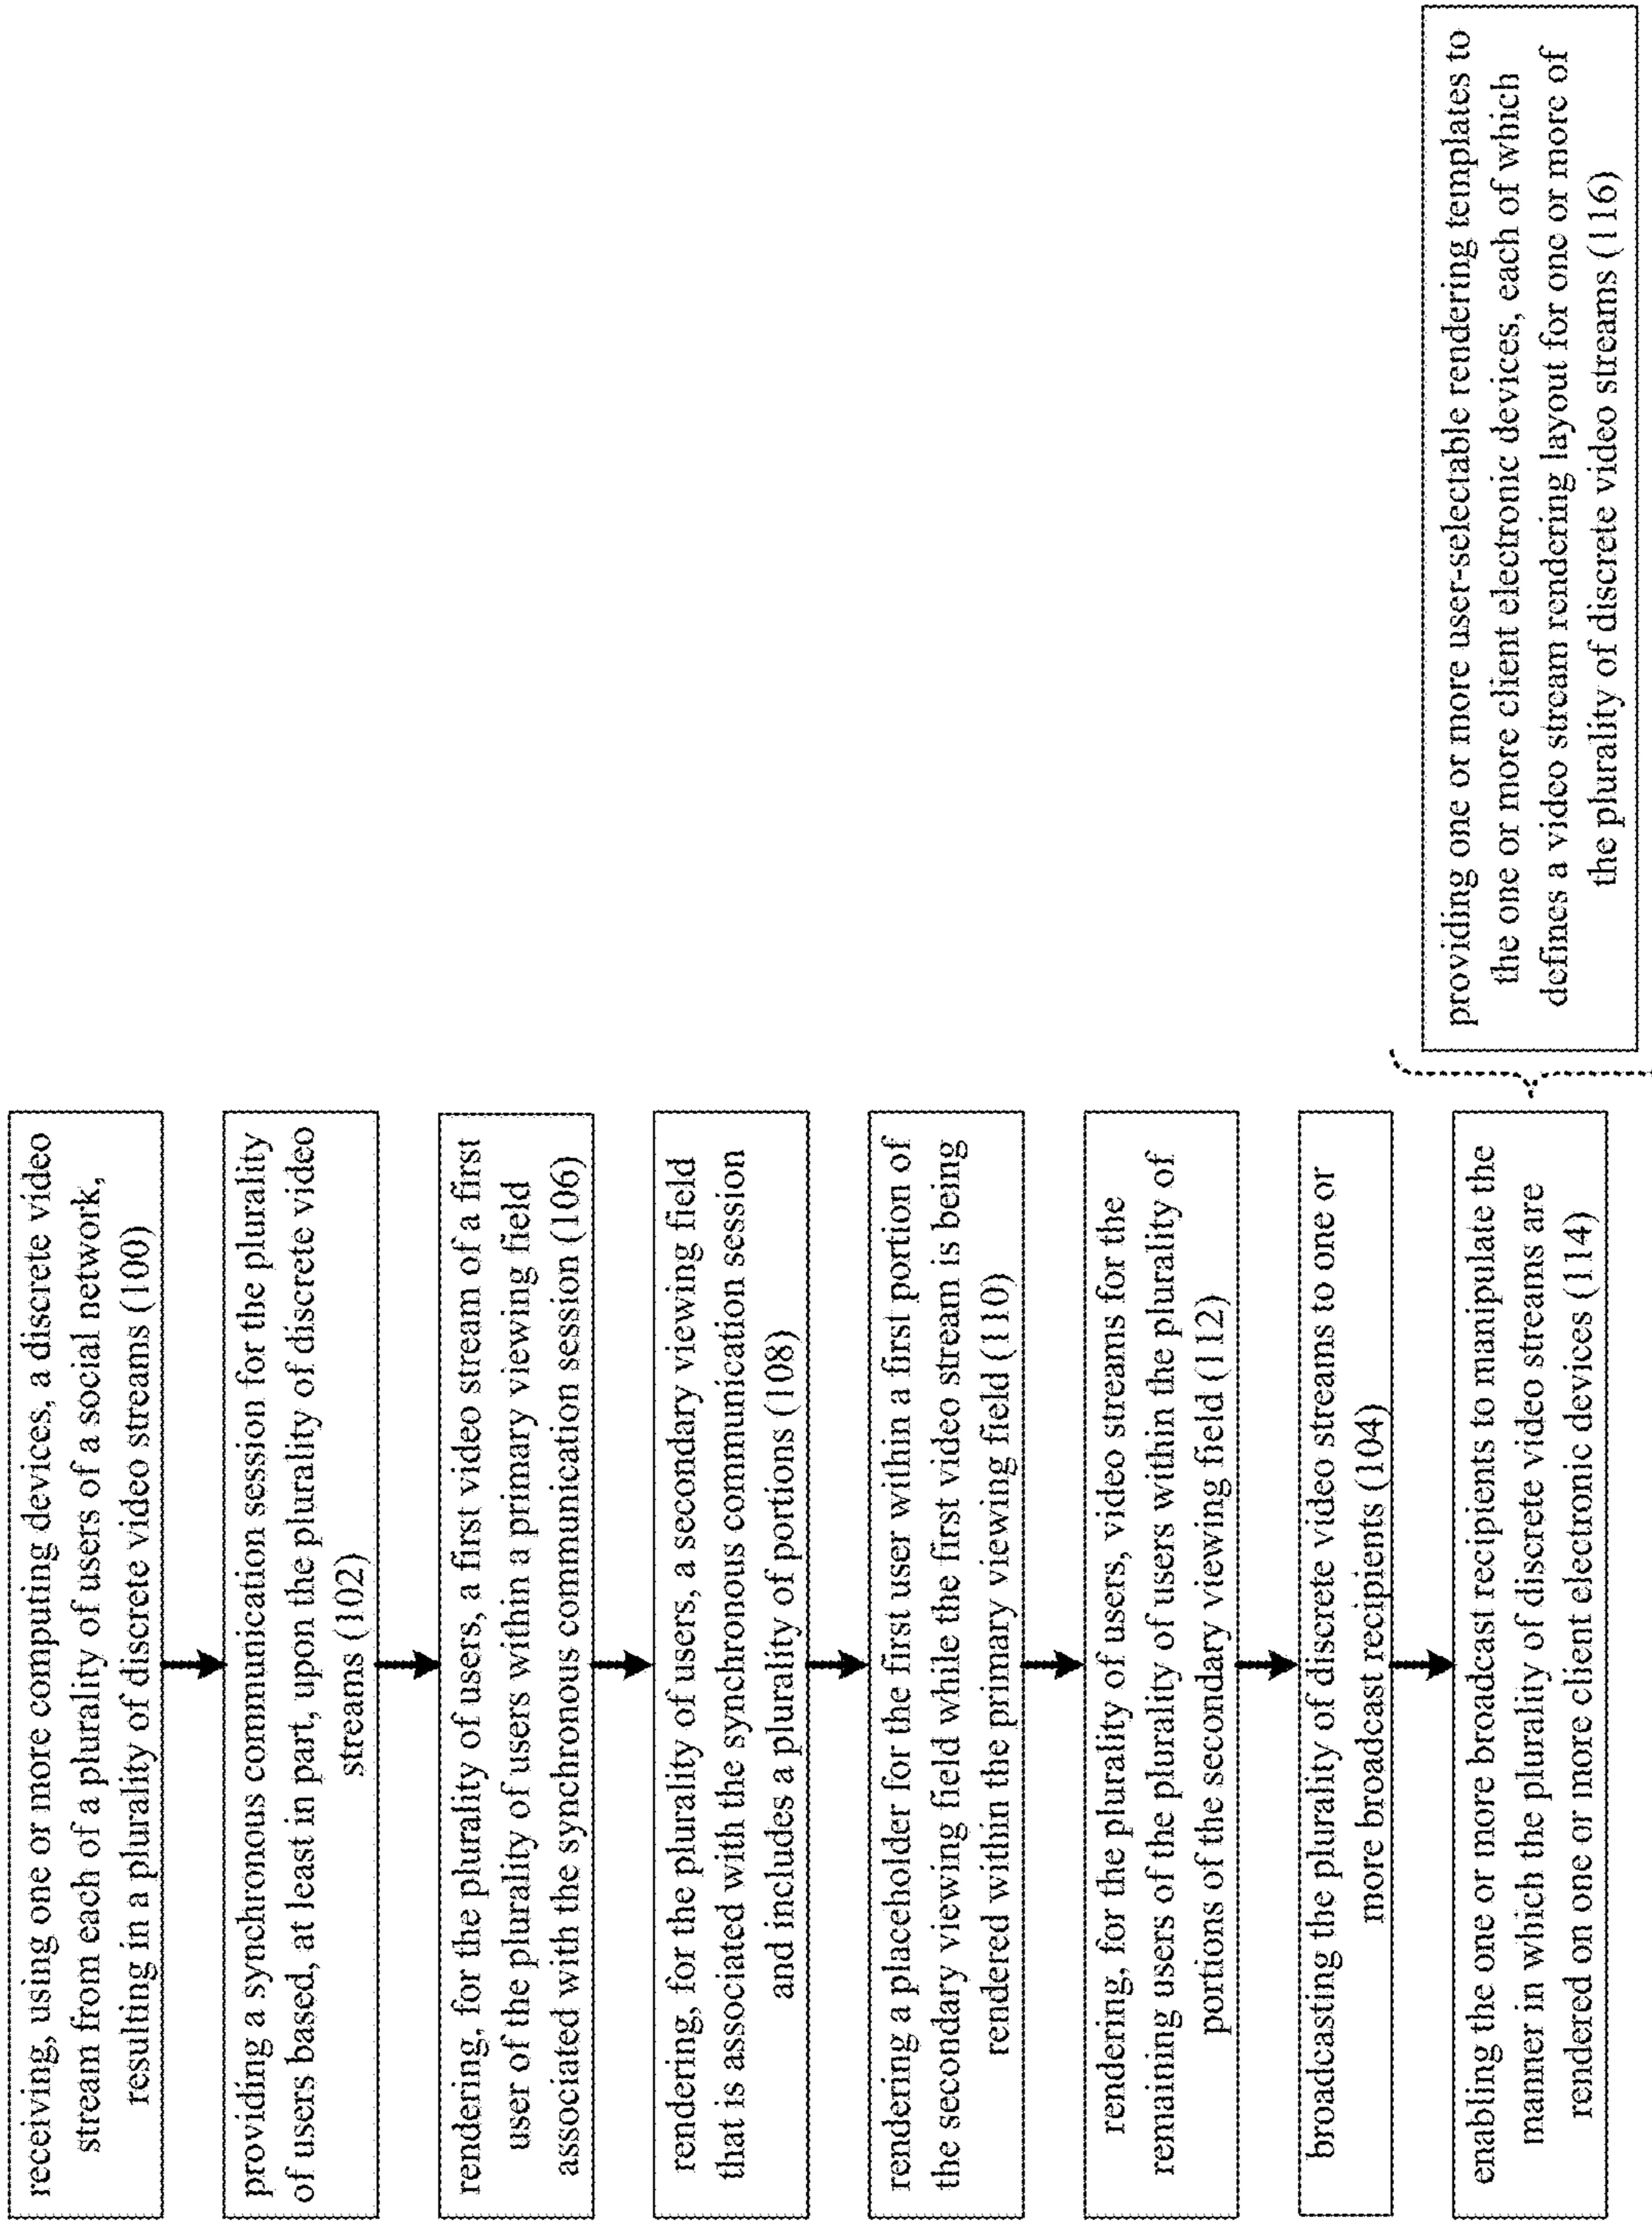 receiving, using one or more computing devices, a discrete video
stream from each of a plurality of users of a social network,
resulting in a plurality of discrete video streams (100)
providing a synchronous communication session for the plurality
of users based, at least in part, upon the plurality of discrete video
streams (102)
rendering, for the plurality of users, a first video stream of a first
user of the plurality of users within a primary viewing field
associated with the synchronous communication session (106)
rendering, for the plurality of users, a secondary viewing field
that is associated with the synchronous communication session
and includes a plurality of portions (108)
rendering a placeholder for the first user within a first portion of
the secondary viewing field while the first video stream is being
rendered within the primary viewing field (110)
rendering, for the plurality of users, video streams for the
remaining users of the plurality of users within the plurality of
portions of the secondary viewing field (112)
broadcasting the plurality of discrete video streams to one or
more broadcast recipients (104)
enabling the one or more broadcast recipients to manipulate the
manner in which the plurality of discrete video streams are
rendered on one or more client electronic devices (114)
providing one or more user-selectable rendering templates to
the one or more client electronic devices, each of which
defines a video stream rendering layout for one or more of
the plurality of discrete video streams (116)